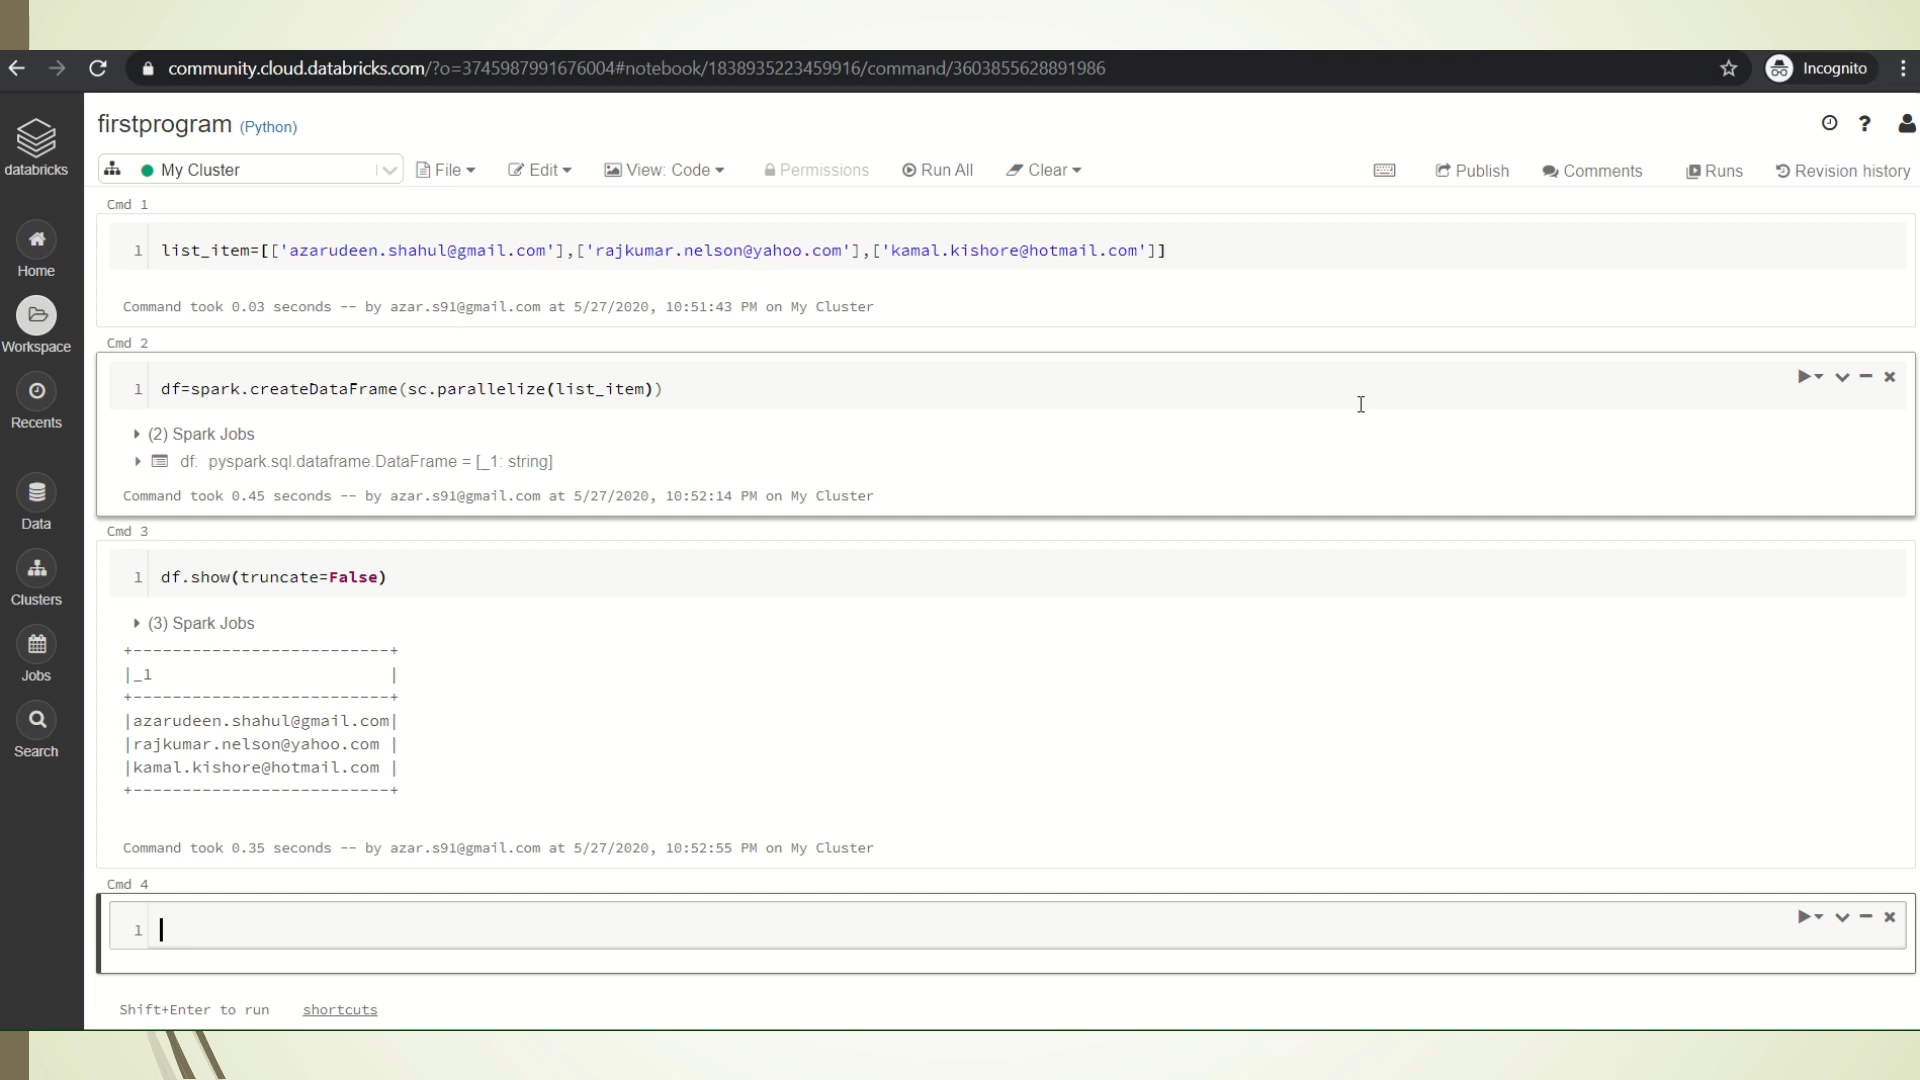 community.cloud.databricks.com/?o=3745987991676004#notebook/1838935223459916/command/3603855628891986
Incognito
databricks
Home
Workspace
Recents
Data
Clusters
Jobs
Search
firstprogram (Python)
My Cluster File Edit View: Code Permissions Run All Clear Publish Comments Runs Revision history
Cmd 1
1 list_item=[['azarudeen.shahul@gmail.com'],['rajkumar.nelson@yahoo.com'],['kamal.kishore@hotmail.com']]
Command took 0.03 seconds -- by azar.s91@gmail.com at 5/27/2020, 10:51:43 PM on My Cluster
Cmd 2
1 df=spark.createDataFrame(sc.parallelize(list_item))
(2) Spark Jobs
df: pyspark.sql.dataframe.DataFrame = [_1: string]
Command took 0.45 seconds -- by azar.s91@gmail.com at 5/27/2020, 10:52:14 PM on My Cluster
Cmd 3
1 df.show(truncate=False)
(3) Spark Jobs
+--------------------------+
|_1                        |
+--------------------------+
|azarudeen.shahul@gmail.com|
|rajkumar.nelson@yahoo.com |
|kamal.kishore@hotmail.com |
+--------------------------+
Command took 0.35 seconds -- by azar.s91@gmail.com at 5/27/2020, 10:52:55 PM on My Cluster
Cmd 4
1
Shift+Enter to run shortcuts